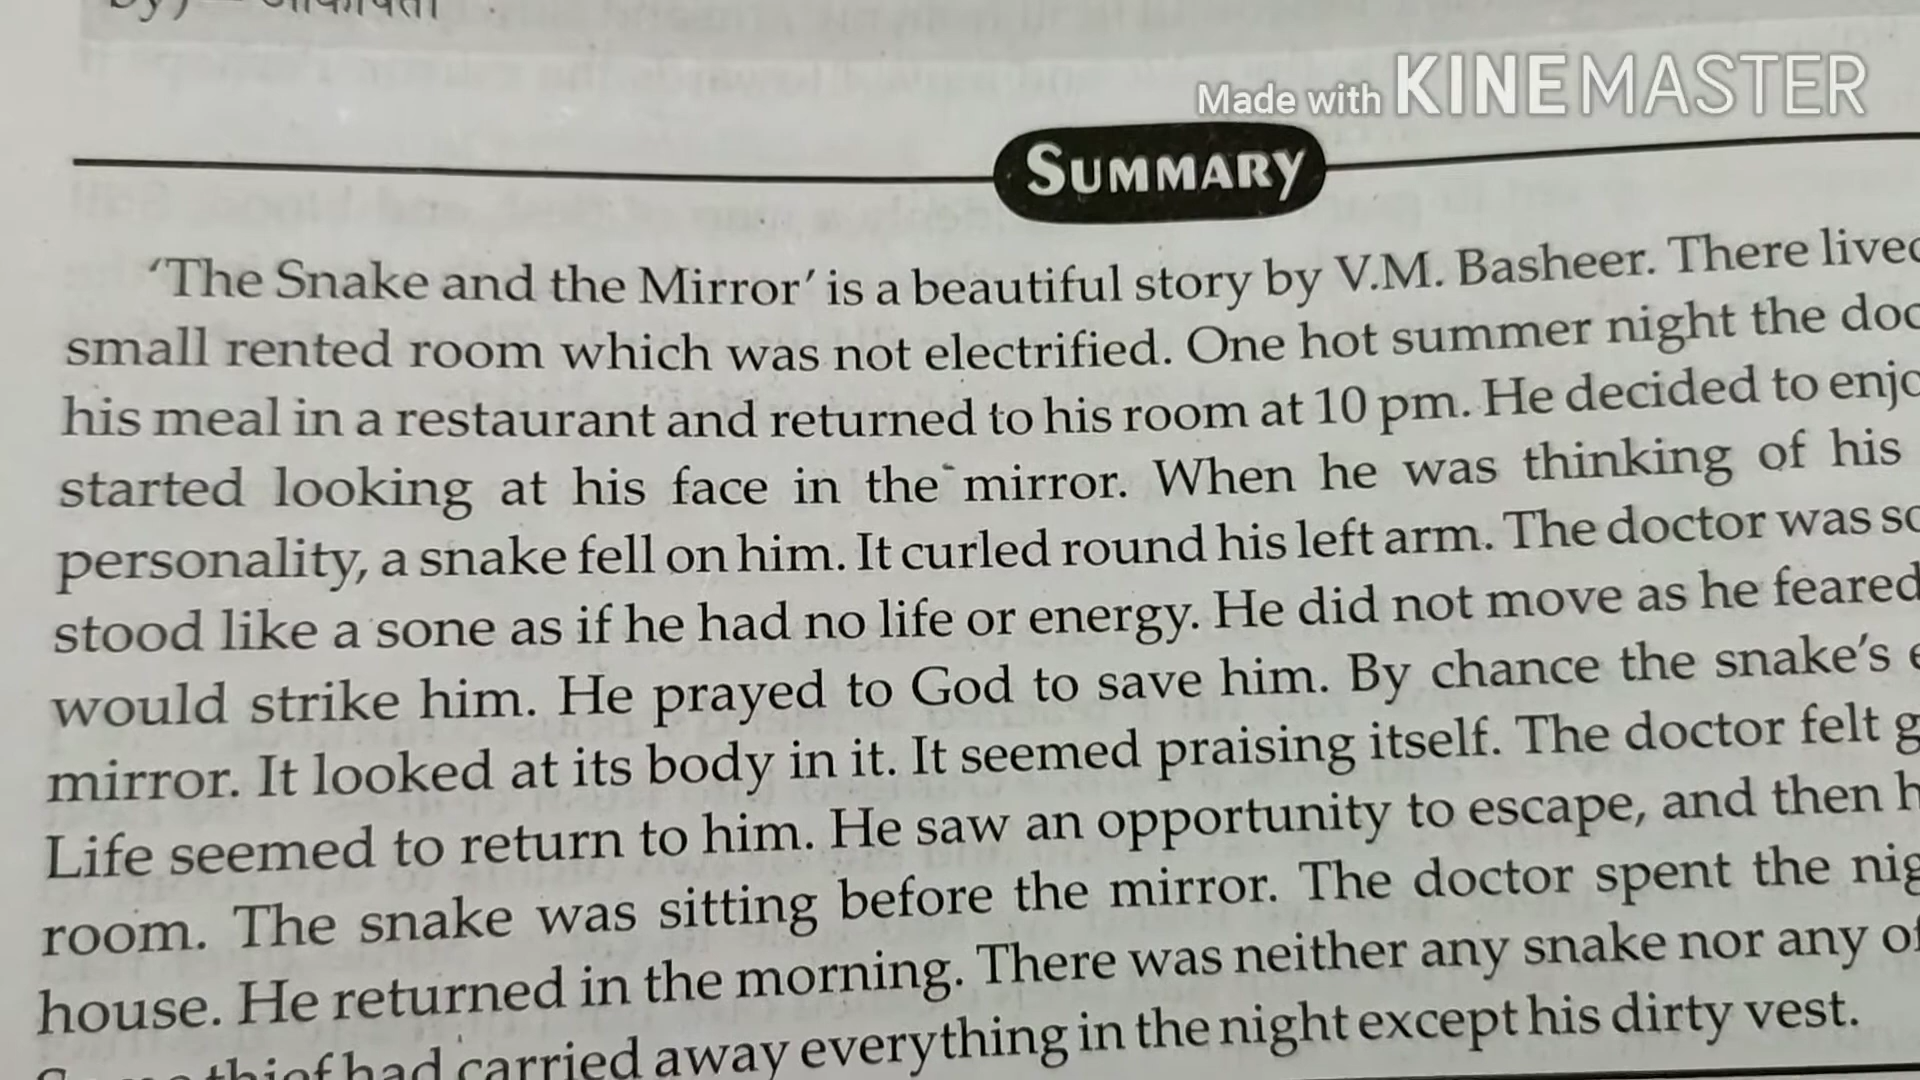 Made with KINEMASTER
SUMMARY
'The Snake and the Mirror' is a beautiful story by V.M. Basheer. There
small rented room which was not electrified. One hot summer night the
his meal in a restaurant and returned to his room at 10 pm. He decided to
started looking at his face in the mirror. When he was thinking of his
personality, a snake fell on him. It curled round his left arm. The doctor was
stood like a sone as if he had no life or energy. He did not move as he feared
would strike him. He prayed to God to save him. By chance the snake's
mirror. It looked at its body in it. It seemed praising itself. The doctor felt
Life seemed to return to him. He saw an opportunity to escape, and then
room. The snake was sitting before the mirror. The doctor spent the
house. He returned in the morning. There was neither any snake nor any
thief had carried away everything in the night except his dirty vest.